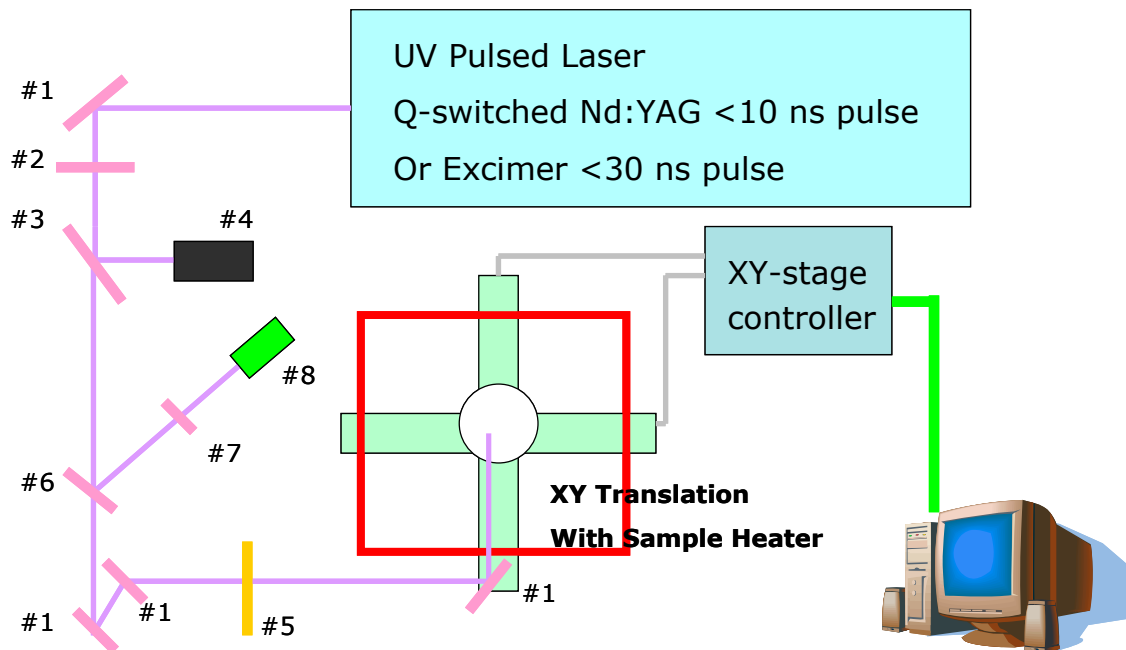 UV Pulsed Laser
Q-switched Nd:YAG <10 ns pulse
Or Excimer <30 ns pulse
#1
#2
#3
#4
XY-stage
controller
#8
#7
#6
XY Translation
With Sample Heater
#1
#1
#1
#5